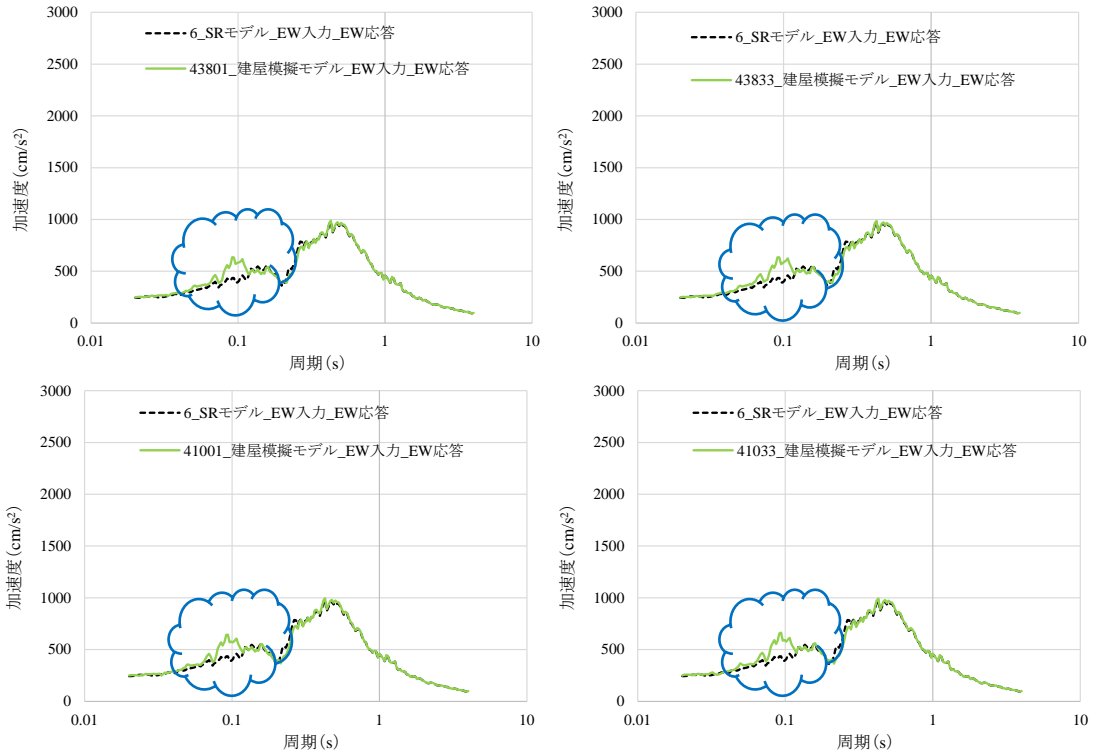 3000
2500
2000
1500
1000
500
0
加速度(cm/s²)
6_SRモデル_EW入力_EW応答
43801_建屋模擬モデル_EW入力_EW応答
0.01
0.1
1
10
周期(s)
3000
2500
2000
1500
1000
500
0
加速度(cm/s²)
6_SRモデル_EW入力_EW応答
43833_建屋模擬モデル_EW入力_EW応答
0.01
0.1
1
10
周期(s)
3000
2500
2000
1500
1000
500
0
加速度(cm/s²)
6_SRモデル_EW入力_EW応答
41001_建屋模擬モデル_EW入力_EW応答
0.01
0.1
1
10
周期(s)
3000
2500
2000
1500
1000
500
0
加速度(cm/s²)
6_SRモデル_EW入力_EW応答
41033_建屋模擬モデル_EW入力_EW応答
0.01
0.1
1
10
周期(s)